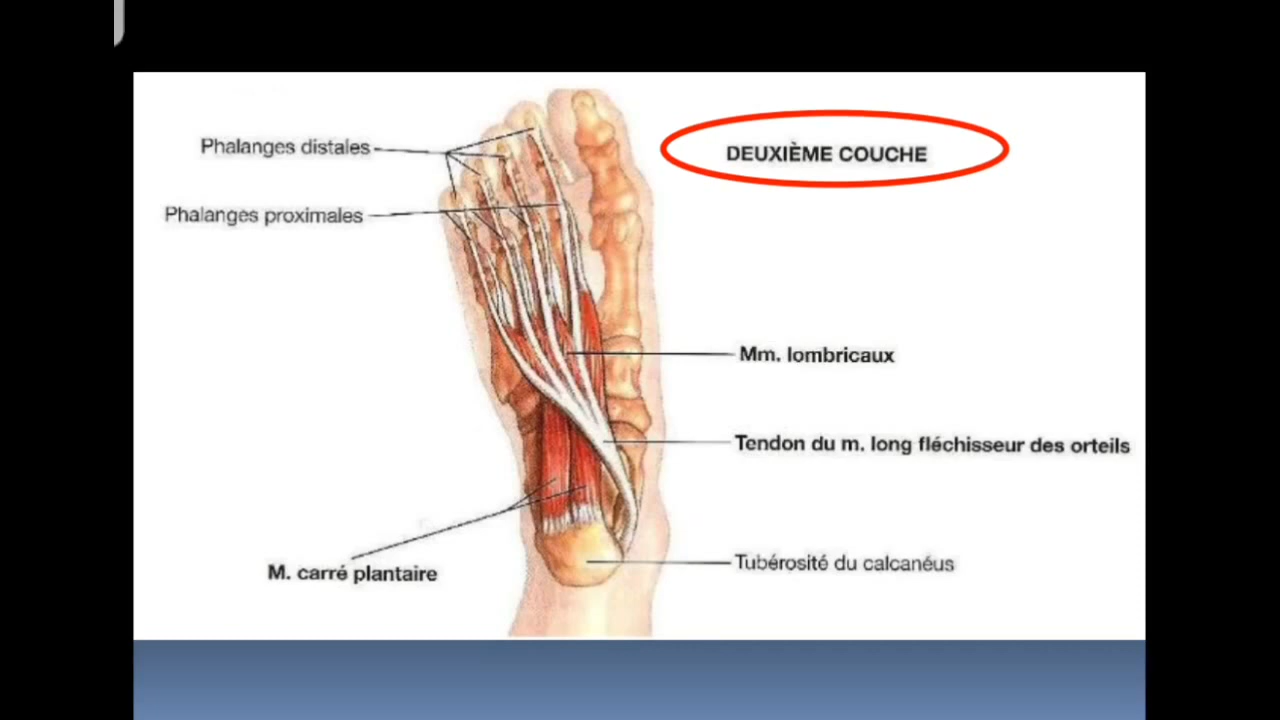 Phalanges distales
DEUXIÈME COUCHE
Phalanges proximales
Mm. lombricaux
Tendon du m. long fléchisseur des orteils
Tubérosité du calcanéus
M. carré plantaire